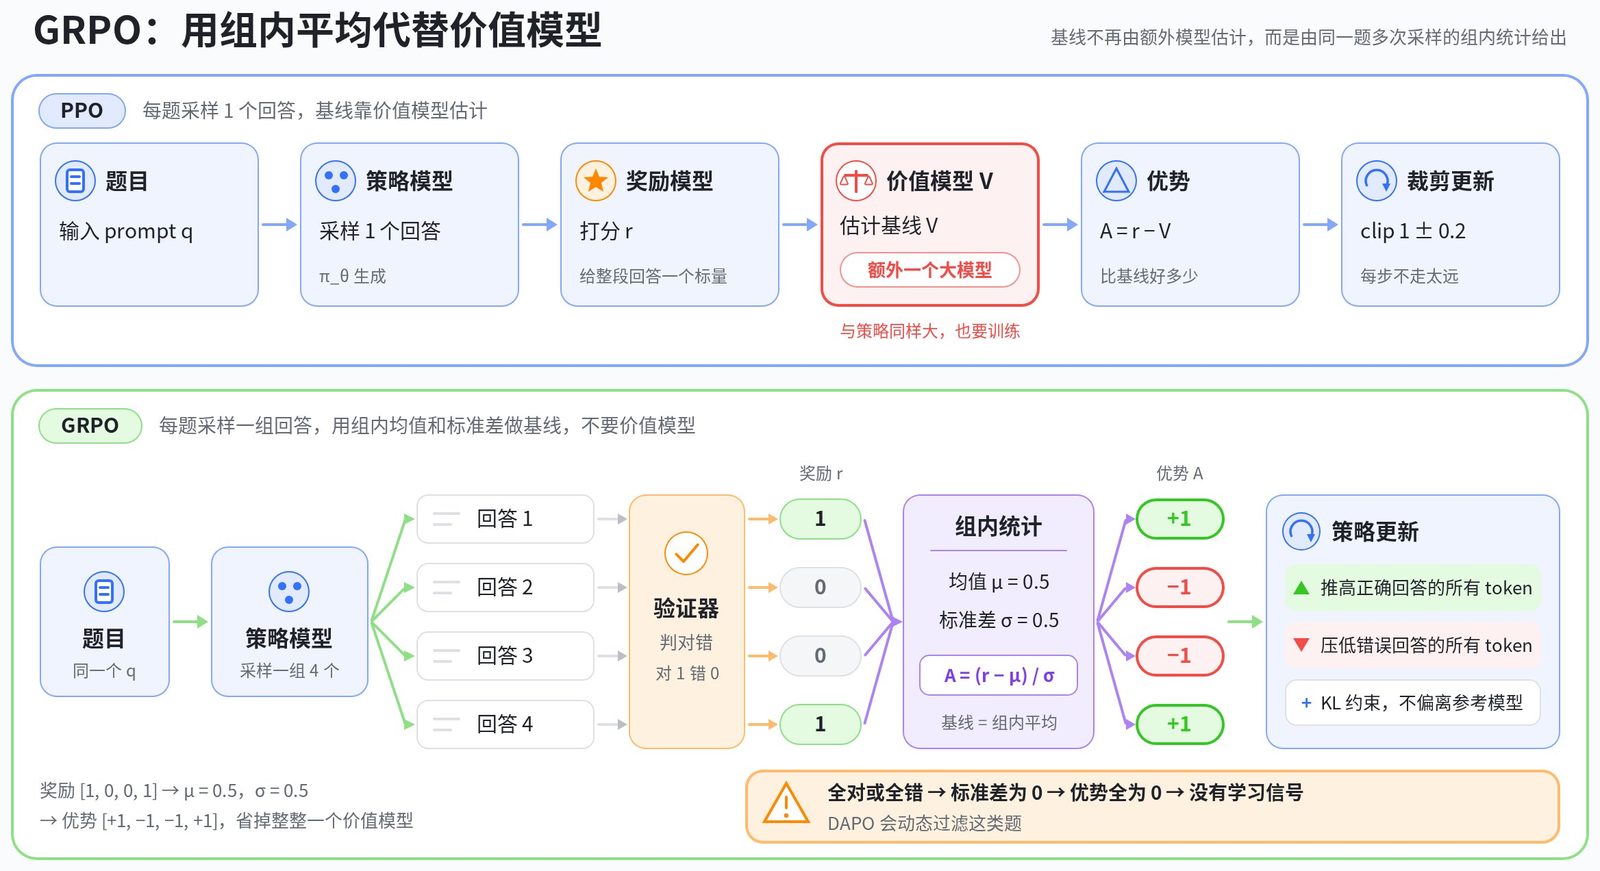 GRPO：用组内平均代替价值模型
基线不再由额外模型估计，而是由同一题多次采样的组内统计给出
PPO
每题采样 1 个回答，基线靠价值模型估计
题目
输入 prompt q
策略模型
采样 1 个回答
π_θ 生成
奖励模型
打分 r
给整段回答一个标量
价值模型 V
估计基线 V
额外一个大模型
与策略同样大，也要训练
优势
A = r − V
比基线好多少
裁剪更新
clip 1 ± 0.2
每步不走太远
GRPO
每题采样一组回答，用组内均值和标准差做基线，不要价值模型
题目
同一个 q
策略模型
采样一组 4 个
回答 1
回答 2
回答 3
回答 4
验证器
判对错
对 1 错 0
奖励 r
1
0
0
1
组内统计
均值 μ = 0.5
标准差 σ = 0.5
A = (r − μ) / σ
基线 = 组内平均
优势 A
+1
−1
−1
+1
策略更新
推高正确回答的所有 token
压低错误回答的所有 token
+ KL 约束，不偏离参考模型
奖励 [1, 0, 0, 1] → μ = 0.5，σ = 0.5
→ 优势 [+1, −1, −1, +1]，省掉整整一个价值模型
全对或全错 → 标准差为 0 → 优势全为 0 → 没有学习信号
DAPO 会动态过滤这类题